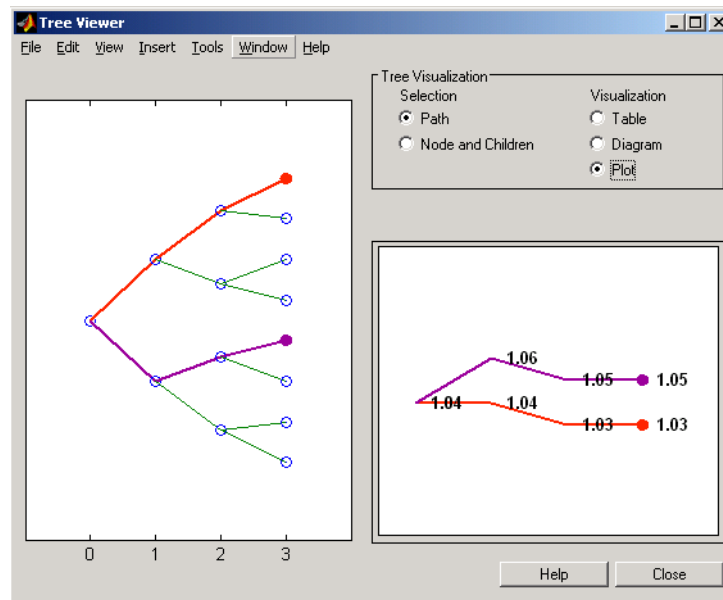 Tree Viewer
File Edit View Insert Tools Window Help
Tree Visualization
Selection
Path
Node and Children
Visualization
Table
Diagram
Plot
0 1 2 3
1.06
1.05 1.05
1.04 1.04
1.03 1.03
Help Close